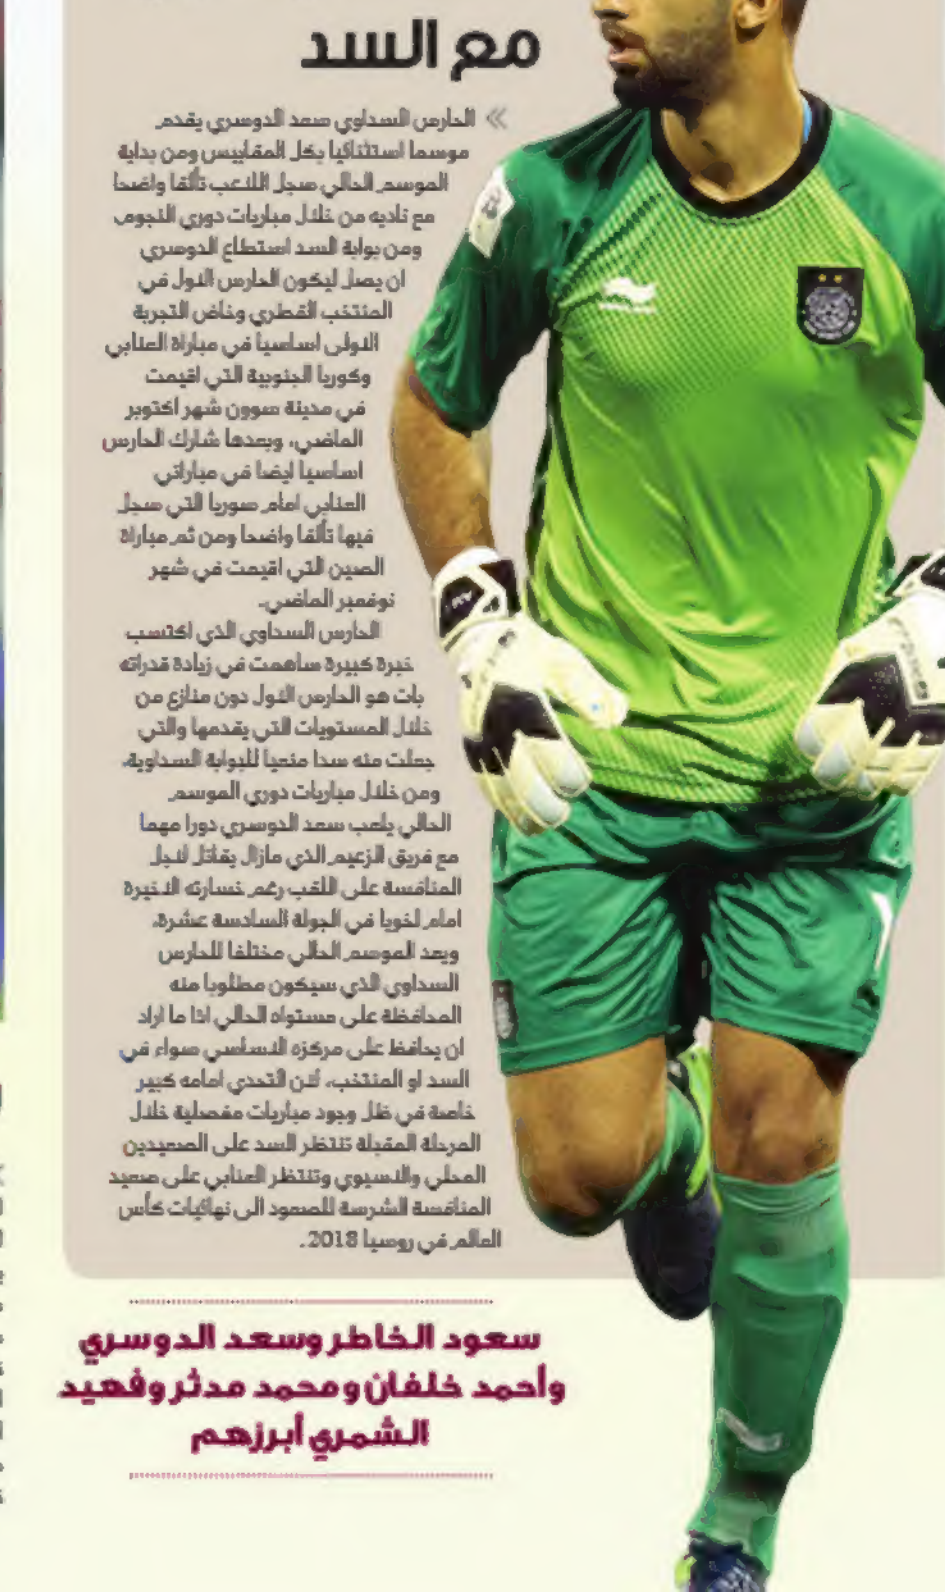 مع السد
» الحارس السداوي سعد الدوسري يقدم
موسما استثنائيا بكل المقاييس ومن بداية
الموسم الحالي سجل اللاعب تألقا واضحا
مع ناديه من خلال مباريات دوري النجوم،
ومن بوابة السد استطاع الدوسري
ان يصل ليكون الحارس الاول في
المنتخب القطري وخاض التجربة
الاولى اساسيا في مباراة العنابي
وكوريا الجنوبية التي اقيمت
في مدينة سوون شهر اكتوبر
الماضي، وبعدها شارك الحارس
اساسيا ايضا في مباراتي
العنابي امام سوريا التي سجل
فيها تألقا واضحا ومن ثم مباراة
الصين التي اقيمت في شهر
نوفمبر الماضي.
الحارس السداوي الذي اكتسب
خبرة كبيرة ساهمت في زيادة قدراته
بات هو الحارس الاول دون منازع من
خلال المستويات التي يقدمها والتي
جعلت منه سدا منعيا للبوابة السداوية،
ومن خلال مباريات دوري الموسم
الحالي يلعب سعد الدوسري دورا مهما
مع فريق الزعيم الذي مازال يقاتل لاجل
المنافسة على اللقب رغم خسارته الاخيرة
امام لخويا في الجولة السادسة عشرة،
ويعد الموسم الحالي مختلفا للحارس
السداوي الذي سيكون مطلوبا منه
المحافظة على مستواه الحالي اذا ما اراد
ان يحافظ على مركزه الاساسي سواء في
السد او المنتخب، لان التحدي امامه كبير
خاصة في ظل وجود مباريات مفصلية خلال
المرحلة المقبلة تنتظر السد على الصعيدين
المحلي والاسيوي وتنتظر العنابي على صعيد
المنافسة الشرسة للصعود الى نهائيات كأس
العالم في روسيا 2018.
سعود الخاطر وسعد الدوسري
وأحمد خلفان ومحمد مدثر وفهيد
الشمري أبرزهم